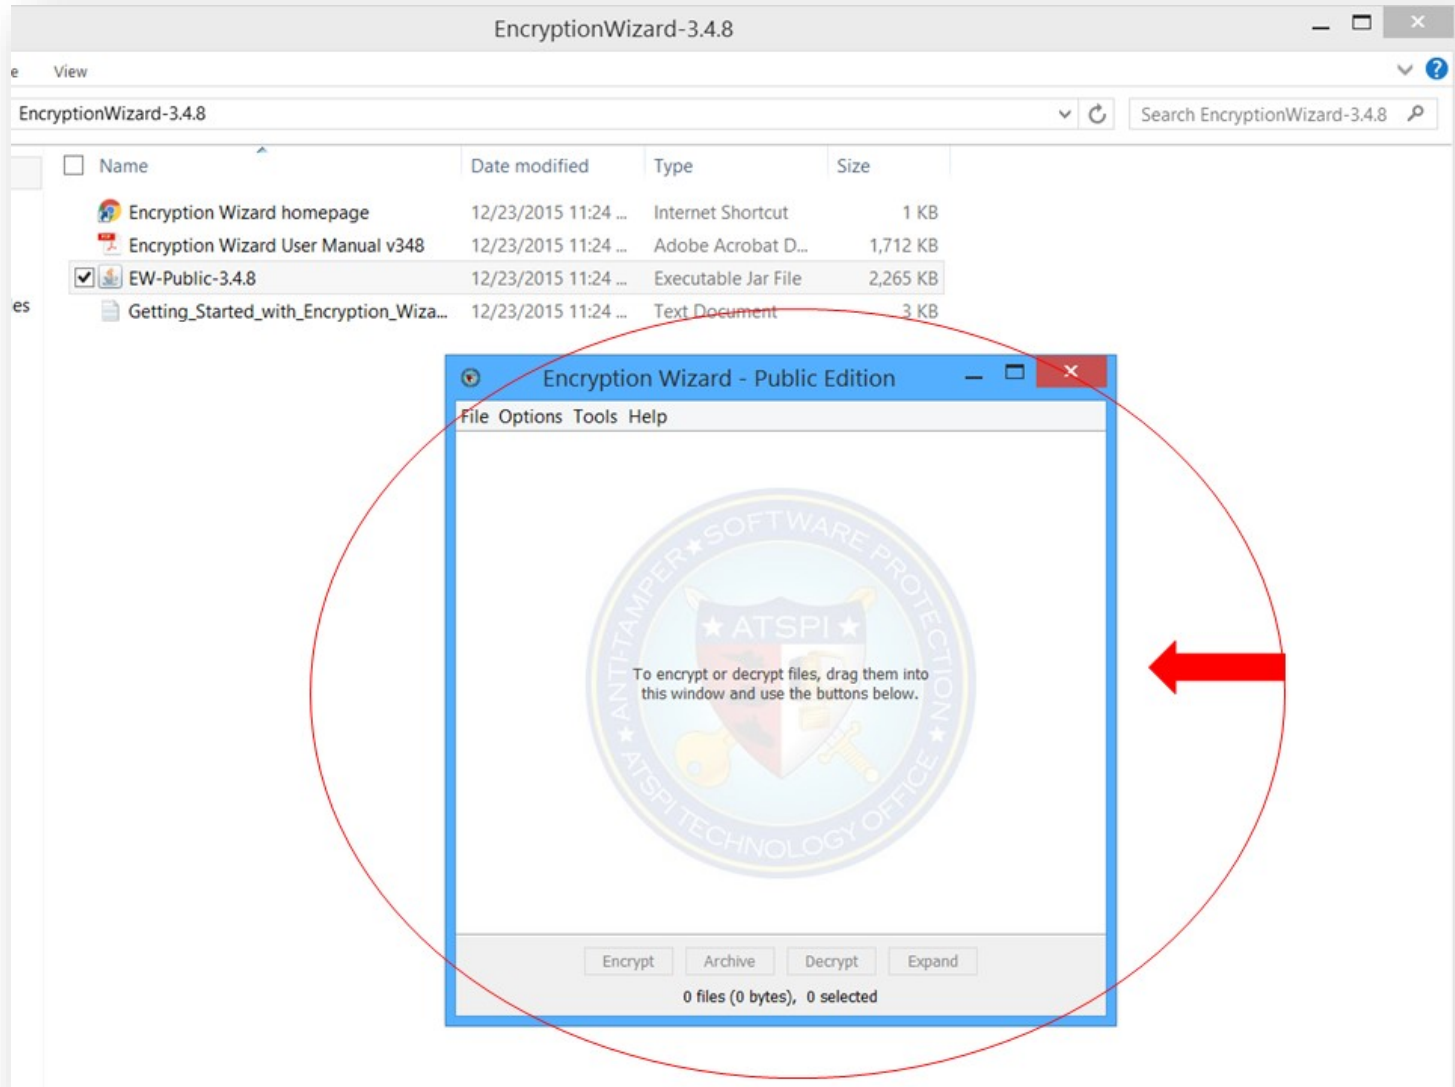 EncryptionWizard-3.4.8
e View
EncryptionWizard-3.4.8 Search EncryptionWizard-3.4.8
Name Date modified Type Size
Encryption Wizard homepage 12/23/2015 11:24 ... Internet Shortcut 1 KB
Encryption Wizard User Manual v348 12/23/2015 11:24 ... Adobe Acrobat D... 1,712 KB
EW-Public-3.4.8 12/23/2015 11:24 ... Executable Jar File 2,265 KB
es
Getting_Started_with_Encryption_Wiza... 12/23/2015 11:24 ... Text Document 3 KB
Encryption Wizard - Public Edition
File Options Tools Help
ANTI-TAMPER★SOFTWARE PROTECTION
★ ATSPI ★
To encrypt or decrypt files, drag them into
this window and use the buttons below.
★ATSPI TECHNOLOGY OFFICE★
Encrypt Archive Decrypt Expand
0 files (0 bytes), 0 selected